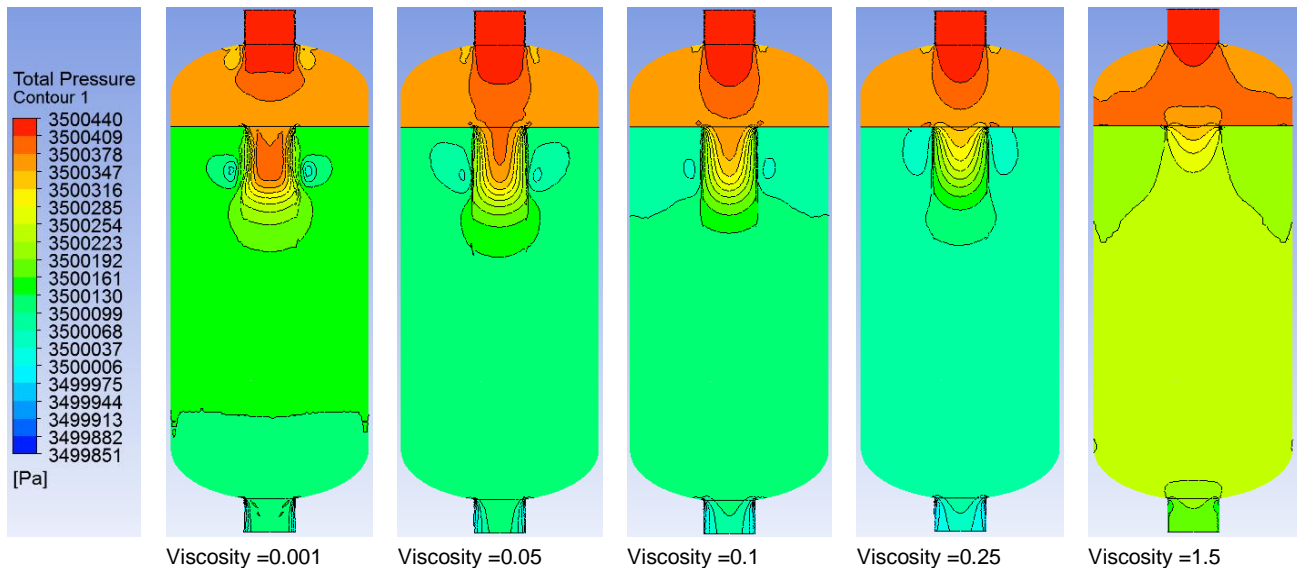 Total Pressure
Contour 1
3500440
3500409
3500378
3500347
3500316
3500285
3500254
3500223
3500192
3500161
3500130
3500099
3500068
3500037
3500006
3499975
3499944
3499913
3499882
3499851
[Pa]
Viscosity =0.001
Viscosity =0.05
Viscosity =0.1
Viscosity =0.25
Viscosity =1.5